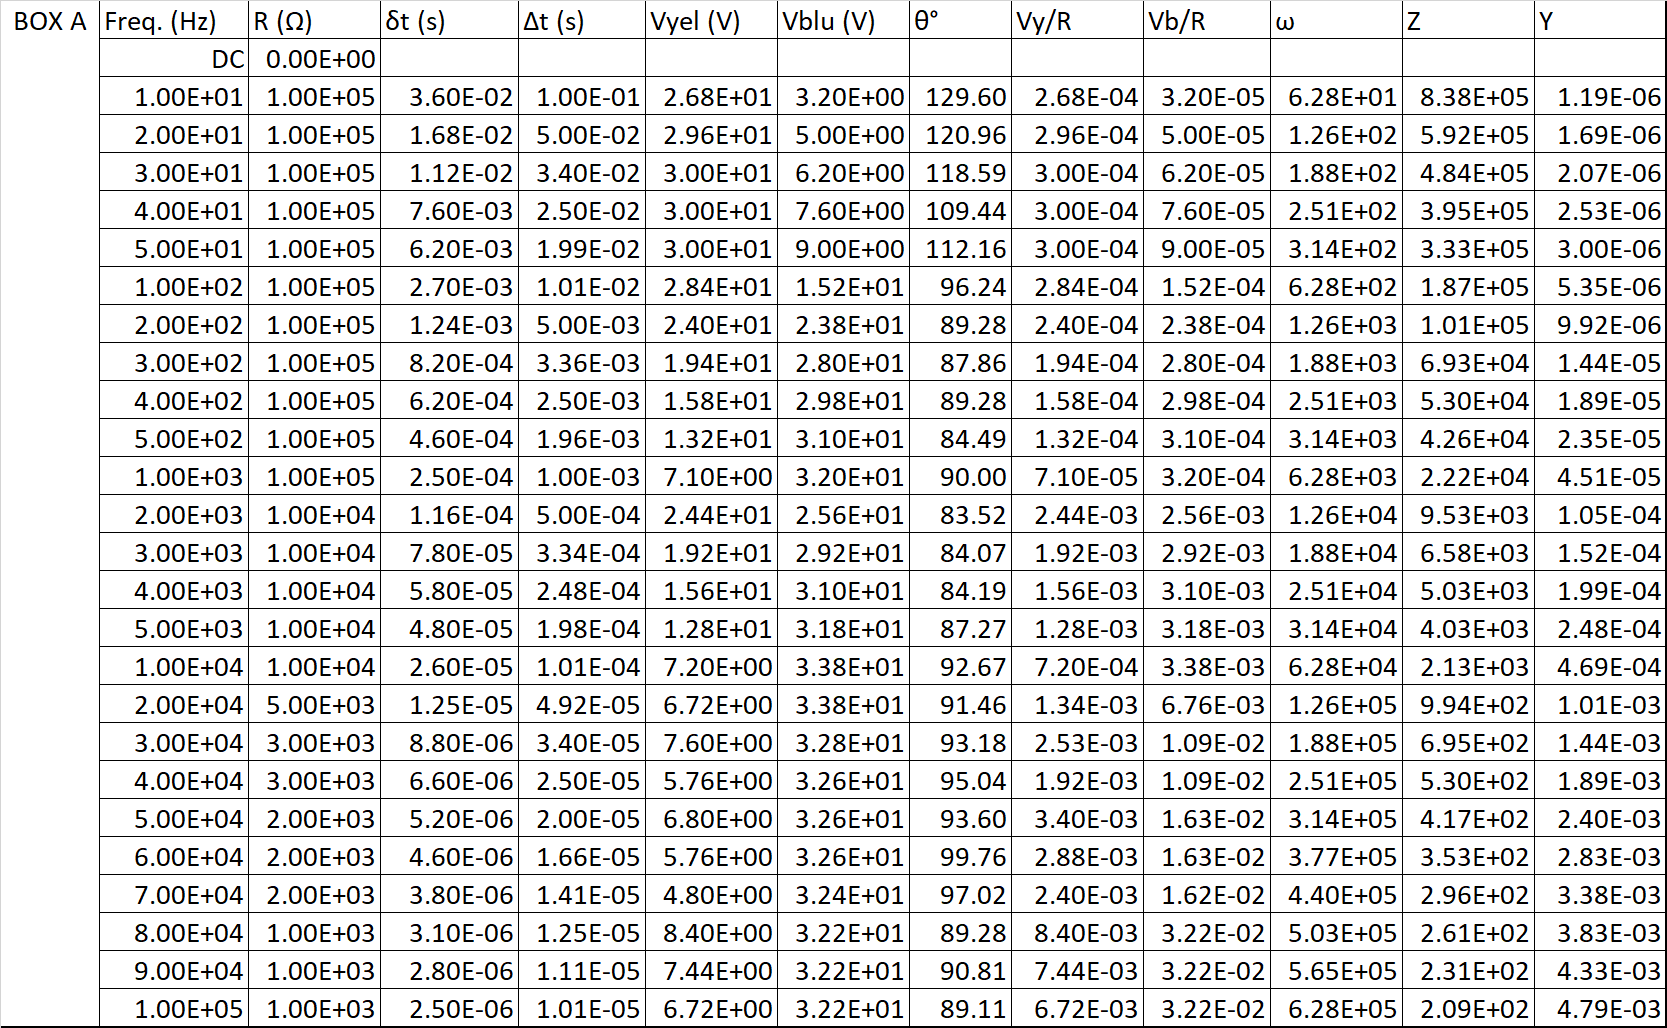 BOX A Freq. (Hz) R (Ω) δt (s) Δt (s) Vyel (V) Vblu (V) θ° Vy/R Vb/R ω Z Y
DC 0.00E+00
1.00E+01 1.00E+05 3.60E-02 1.00E-01 2.68E+01 3.20E+00 129.60 2.68E-04 3.20E-05 6.28E+01 8.38E+05 1.19E-06
2.00E+01 1.00E+05 1.68E-02 5.00E-02 2.96E+01 5.00E+00 120.96 2.96E-04 5.00E-05 1.26E+02 5.92E+05 1.69E-06
3.00E+01 1.00E+05 1.12E-02 3.40E-02 3.00E+01 6.20E+00 118.59 3.00E-04 6.20E-05 1.88E+02 4.84E+05 2.07E-06
4.00E+01 1.00E+05 7.60E-03 2.50E-02 3.00E+01 7.60E+00 109.44 3.00E-04 7.60E-05 2.51E+02 3.95E+05 2.53E-06
5.00E+01 1.00E+05 6.20E-03 1.99E-02 3.00E+01 9.00E+00 112.16 3.00E-04 9.00E-05 3.14E+02 3.33E+05 3.00E-06
1.00E+02 1.00E+05 2.70E-03 1.01E-02 2.84E+01 1.52E+01 96.24 2.84E-04 1.52E-04 6.28E+02 1.87E+05 5.35E-06
2.00E+02 1.00E+05 1.24E-03 5.00E-03 2.40E+01 2.38E+01 89.28 2.40E-04 2.38E-04 1.26E+03 1.01E+05 9.92E-06
3.00E+02 1.00E+05 8.20E-04 3.36E-03 1.94E+01 2.80E+01 87.86 1.94E-04 2.80E-04 1.88E+03 6.93E+04 1.44E-05
4.00E+02 1.00E+05 6.20E-04 2.50E-03 1.58E+01 2.98E+01 89.28 1.58E-04 2.98E-04 2.51E+03 5.30E+04 1.89E-05
5.00E+02 1.00E+05 4.60E-04 1.96E-03 1.32E+01 3.10E+01 84.49 1.32E-04 3.10E-04 3.14E+03 4.26E+04 2.35E-05
1.00E+03 1.00E+05 2.50E-04 1.00E-03 7.10E+00 3.20E+01 90.00 7.10E-05 3.20E-04 6.28E+03 2.22E+04 4.51E-05
2.00E+03 1.00E+04 1.16E-04 5.00E-04 2.44E+01 2.56E+01 83.52 2.44E-03 2.56E-03 1.26E+04 9.53E+03 1.05E-04
3.00E+03 1.00E+04 7.80E-05 3.34E-04 1.92E+01 2.92E+01 84.07 1.92E-03 2.92E-03 1.88E+04 6.58E+03 1.52E-04
4.00E+03 1.00E+04 5.80E-05 2.48E-04 1.56E+01 3.10E+01 84.19 1.56E-03 3.10E-03 2.51E+04 5.03E+03 1.99E-04
5.00E+03 1.00E+04 4.80E-05 1.98E-04 1.28E+01 3.18E+01 87.27 1.28E-03 3.18E-03 3.14E+04 4.03E+03 2.48E-04
1.00E+04 1.00E+04 2.60E-05 1.01E-04 7.20E+00 3.38E+01 92.67 7.20E-04 3.38E-03 6.28E+04 2.13E+03 4.69E-04
2.00E+04 5.00E+03 1.25E-05 4.92E-05 6.72E+00 3.38E+01 91.46 1.34E-03 6.76E-03 1.26E+05 9.94E+02 1.01E-03
3.00E+04 3.00E+03 8.80E-06 3.40E-05 7.60E+00 3.28E+01 93.18 2.53E-03 1.09E-02 1.88E+05 6.95E+02 1.44E-03
4.00E+04 3.00E+03 6.60E-06 2.50E-05 5.76E+00 3.26E+01 95.04 1.92E-03 1.09E-02 2.51E+05 5.30E+02 1.89E-03
5.00E+04 2.00E+03 5.20E-06 2.00E-05 6.80E+00 3.26E+01 93.60 3.40E-03 1.63E-02 3.14E+05 4.17E+02 2.40E-03
6.00E+04 2.00E+03 4.60E-06 1.66E-05 5.76E+00 3.26E+01 99.76 2.88E-03 1.63E-02 3.77E+05 3.53E+02 2.83E-03
7.00E+04 2.00E+03 3.80E-06 1.41E-05 4.80E+00 3.24E+01 97.02 2.40E-03 1.62E-02 4.40E+05 2.96E+02 3.38E-03
8.00E+04 1.00E+03 3.10E-06 1.25E-05 8.40E+00 3.22E+01 89.28 8.40E-03 3.22E-02 5.03E+05 2.61E+02 3.83E-03
9.00E+04 1.00E+03 2.80E-06 1.11E-05 7.44E+00 3.22E+01 90.81 7.44E-03 3.22E-02 5.65E+05 2.31E+02 4.33E-03
1.00E+05 1.00E+03 2.50E-06 1.01E-05 6.72E+00 3.22E+01 89.11 6.72E-03 3.22E-02 6.28E+05 2.09E+02 4.79E-03